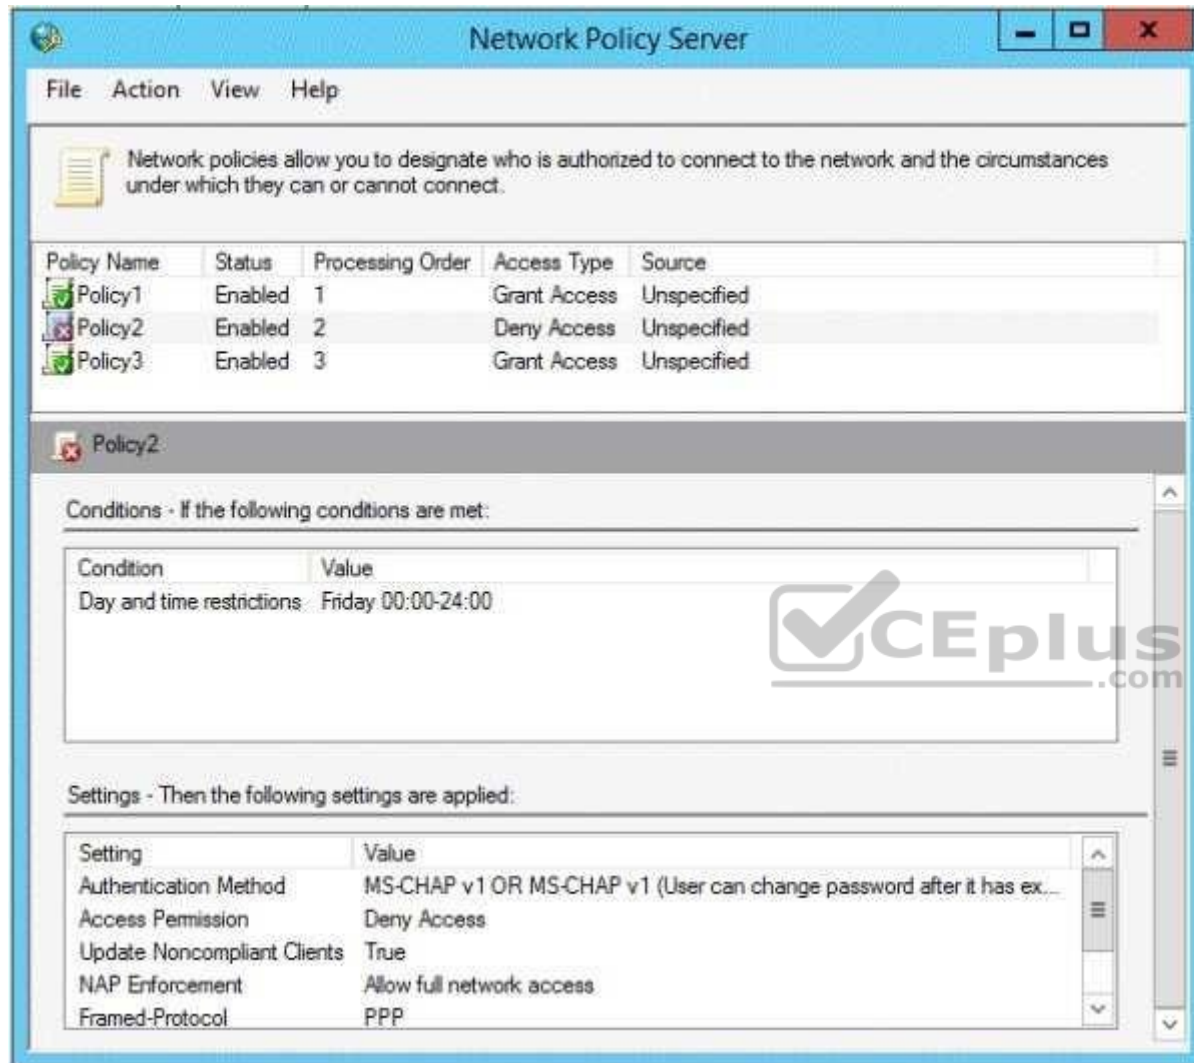 Network Policy Server
File Action View Help
Network policies allow you to designate who is authorized to connect to the network and the circumstances
under which they can or cannot connect.
Policy Name Status Processing Order Access Type Source
Policy1 Enabled 1 Grant Access Unspecified
Policy2 Enabled 2 Deny Access Unspecified
Policy3 Enabled 3 Grant Access Unspecified
Policy2
Conditions - If the following conditions are met:
Condition Value
Day and time restrictions Friday 00:00-24:00
CEplus
.com
Settings - Then the following settings are applied:
Setting Value
Authentication Method MS-CHAP v1 OR MS-CHAP v1 (User can change password after it has ex...
Access Permission Deny Access
Update Noncompliant Clients True
NAP Enforcement Allow full network access
Framed-Protocol PPP